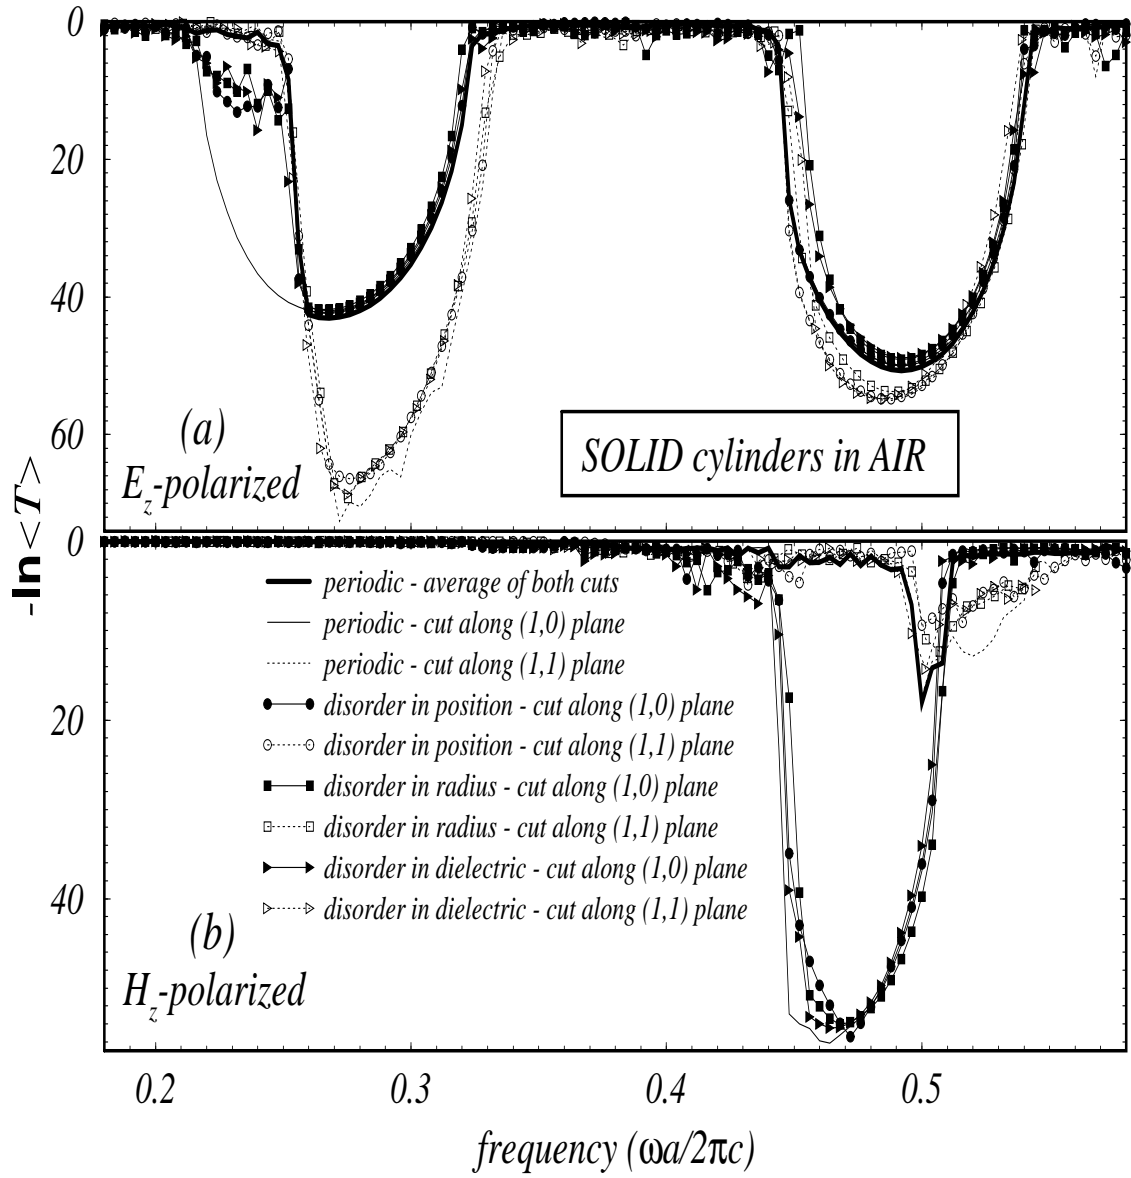 0
20
40
60
(a)
E_z-polarized
SOLID cylinders in AIR
-ln<T>
0
20
40
periodic - average of both cuts
periodic - cut along (1,0) plane
periodic - cut along (1,1) plane
disorder in position - cut along (1,0) plane
disorder in position - cut along (1,1) plane
disorder in radius - cut along (1,0) plane
disorder in radius - cut along (1,1) plane
disorder in dielectric - cut along (1,0) plane
disorder in dielectric - cut along (1,1) plane
(b)
H_z-polarized
0.2 0.3 0.4 0.5
frequency (ωa/2πc)